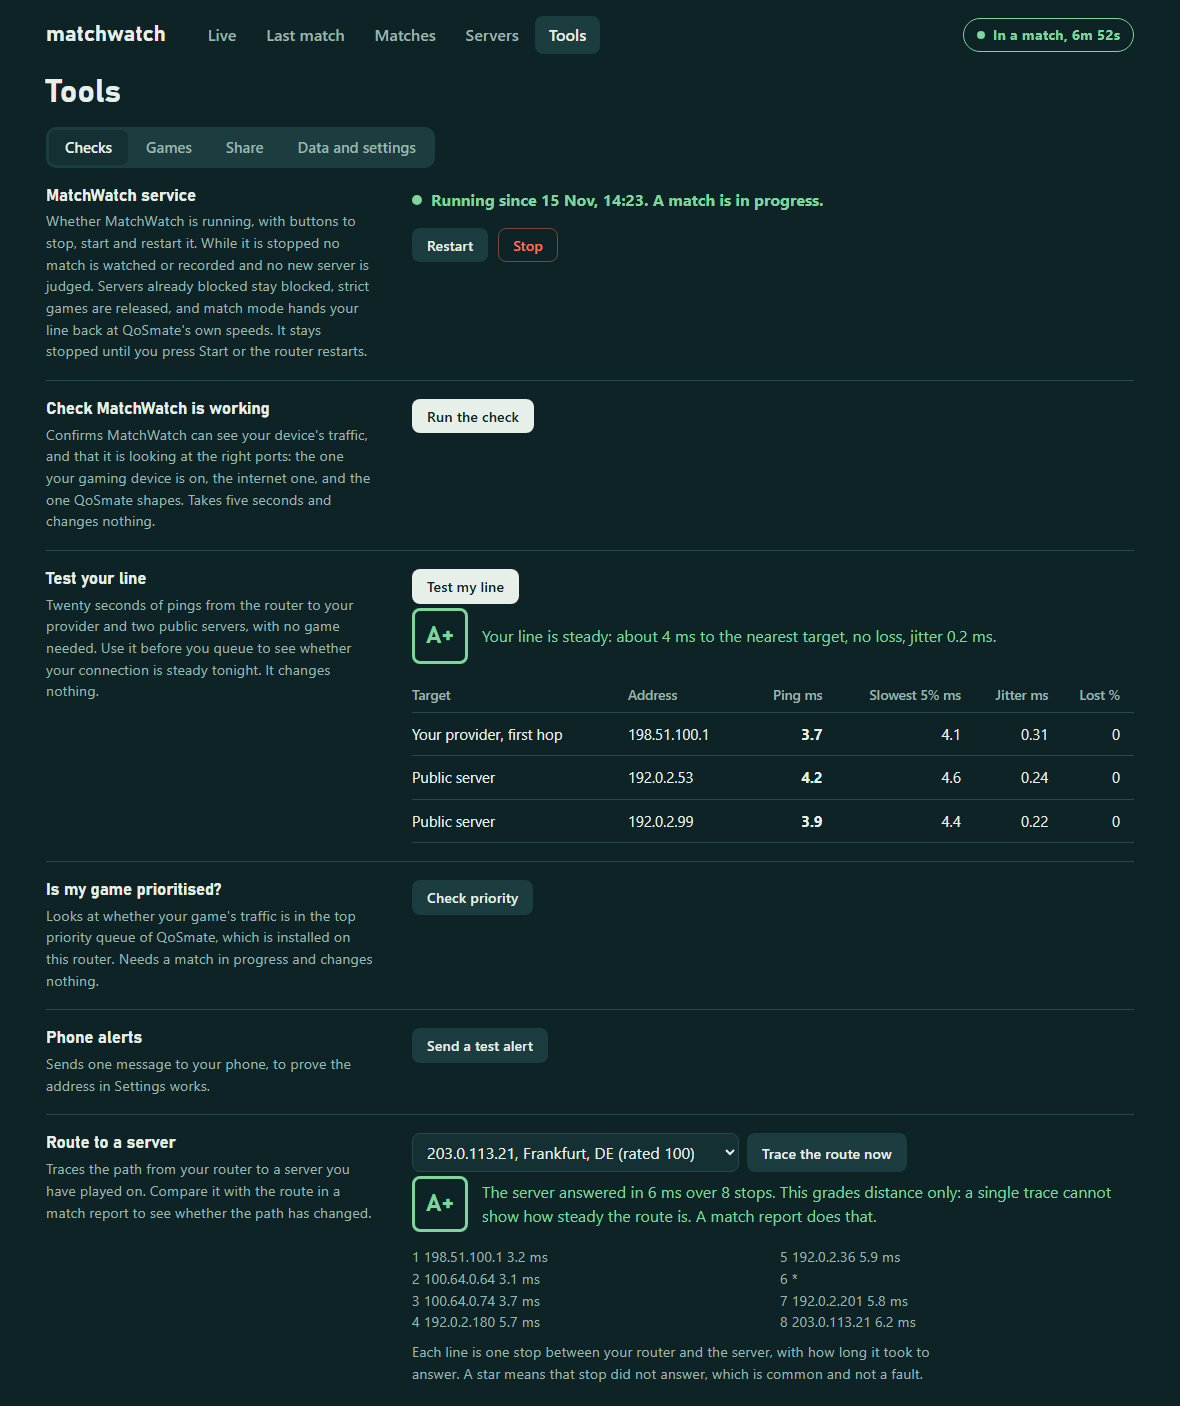 matchwatch Live Last match Matches Servers Tools In a match, 6m 52s
Tools
Checks Games Share Data and settings
MatchWatch service
Whether MatchWatch is running, with buttons to
stop, start and restart it. While it is stopped no
match is watched or recorded and no new server is
judged. Servers already blocked stay blocked, strict
games are released, and match mode hands your
line back at QoSmate's own speeds. It stays
stopped until you press Start or the router restarts.
Running since 15 Nov, 14:23. A match is in progress.
Restart Stop
Check MatchWatch is working
Confirms MatchWatch can see your device's traffic,
and that it is looking at the right ports: the one
your gaming device is on, the internet one, and the
one QoSmate shapes. Takes five seconds and
changes nothing.
Run the check
Test your line
Twenty seconds of pings from the router to your
provider and two public servers, with no game
needed. Use it before you queue to see whether
your connection is steady tonight. It changes
nothing.
Test my line
A+ Your line is steady: about 4 ms to the nearest target, no loss, jitter 0.2 ms.
Target Address Ping ms Slowest 5% ms Jitter ms Lost %
Your provider, first hop 198.51.100.1 3.7 4.1 0.31 0
Public server 192.0.2.53 4.2 4.6 0.24 0
Public server 192.0.2.99 3.9 4.4 0.22 0
Is my game prioritised?
Looks at whether your game's traffic is in the top
priority queue of QoSmate, which is installed on
this router. Needs a match in progress and changes
nothing.
Check priority
Phone alerts
Sends one message to your phone, to prove the
address in Settings works.
Send a test alert
Route to a server
Traces the path from your router to a server you
have played on. Compare it with the route in a
match report to see whether the path has changed.
203.0.113.21, Frankfurt, DE (rated 100) Trace the route now
A+ The server answered in 6 ms over 8 stops. This grades distance only: a single trace cannot
show how steady the route is. A match report does that.
1 198.51.100.1 3.2 ms
2 100.64.0.64 3.1 ms
3 100.64.0.74 3.7 ms
4 192.0.2.180 5.7 ms
5 192.0.2.36 5.9 ms
6 *
7 192.0.2.201 5.8 ms
8 203.0.113.21 6.2 ms
Each line is one stop between your router and the server, with how long it took to
answer. A star means that stop did not answer, which is common and not a fault.